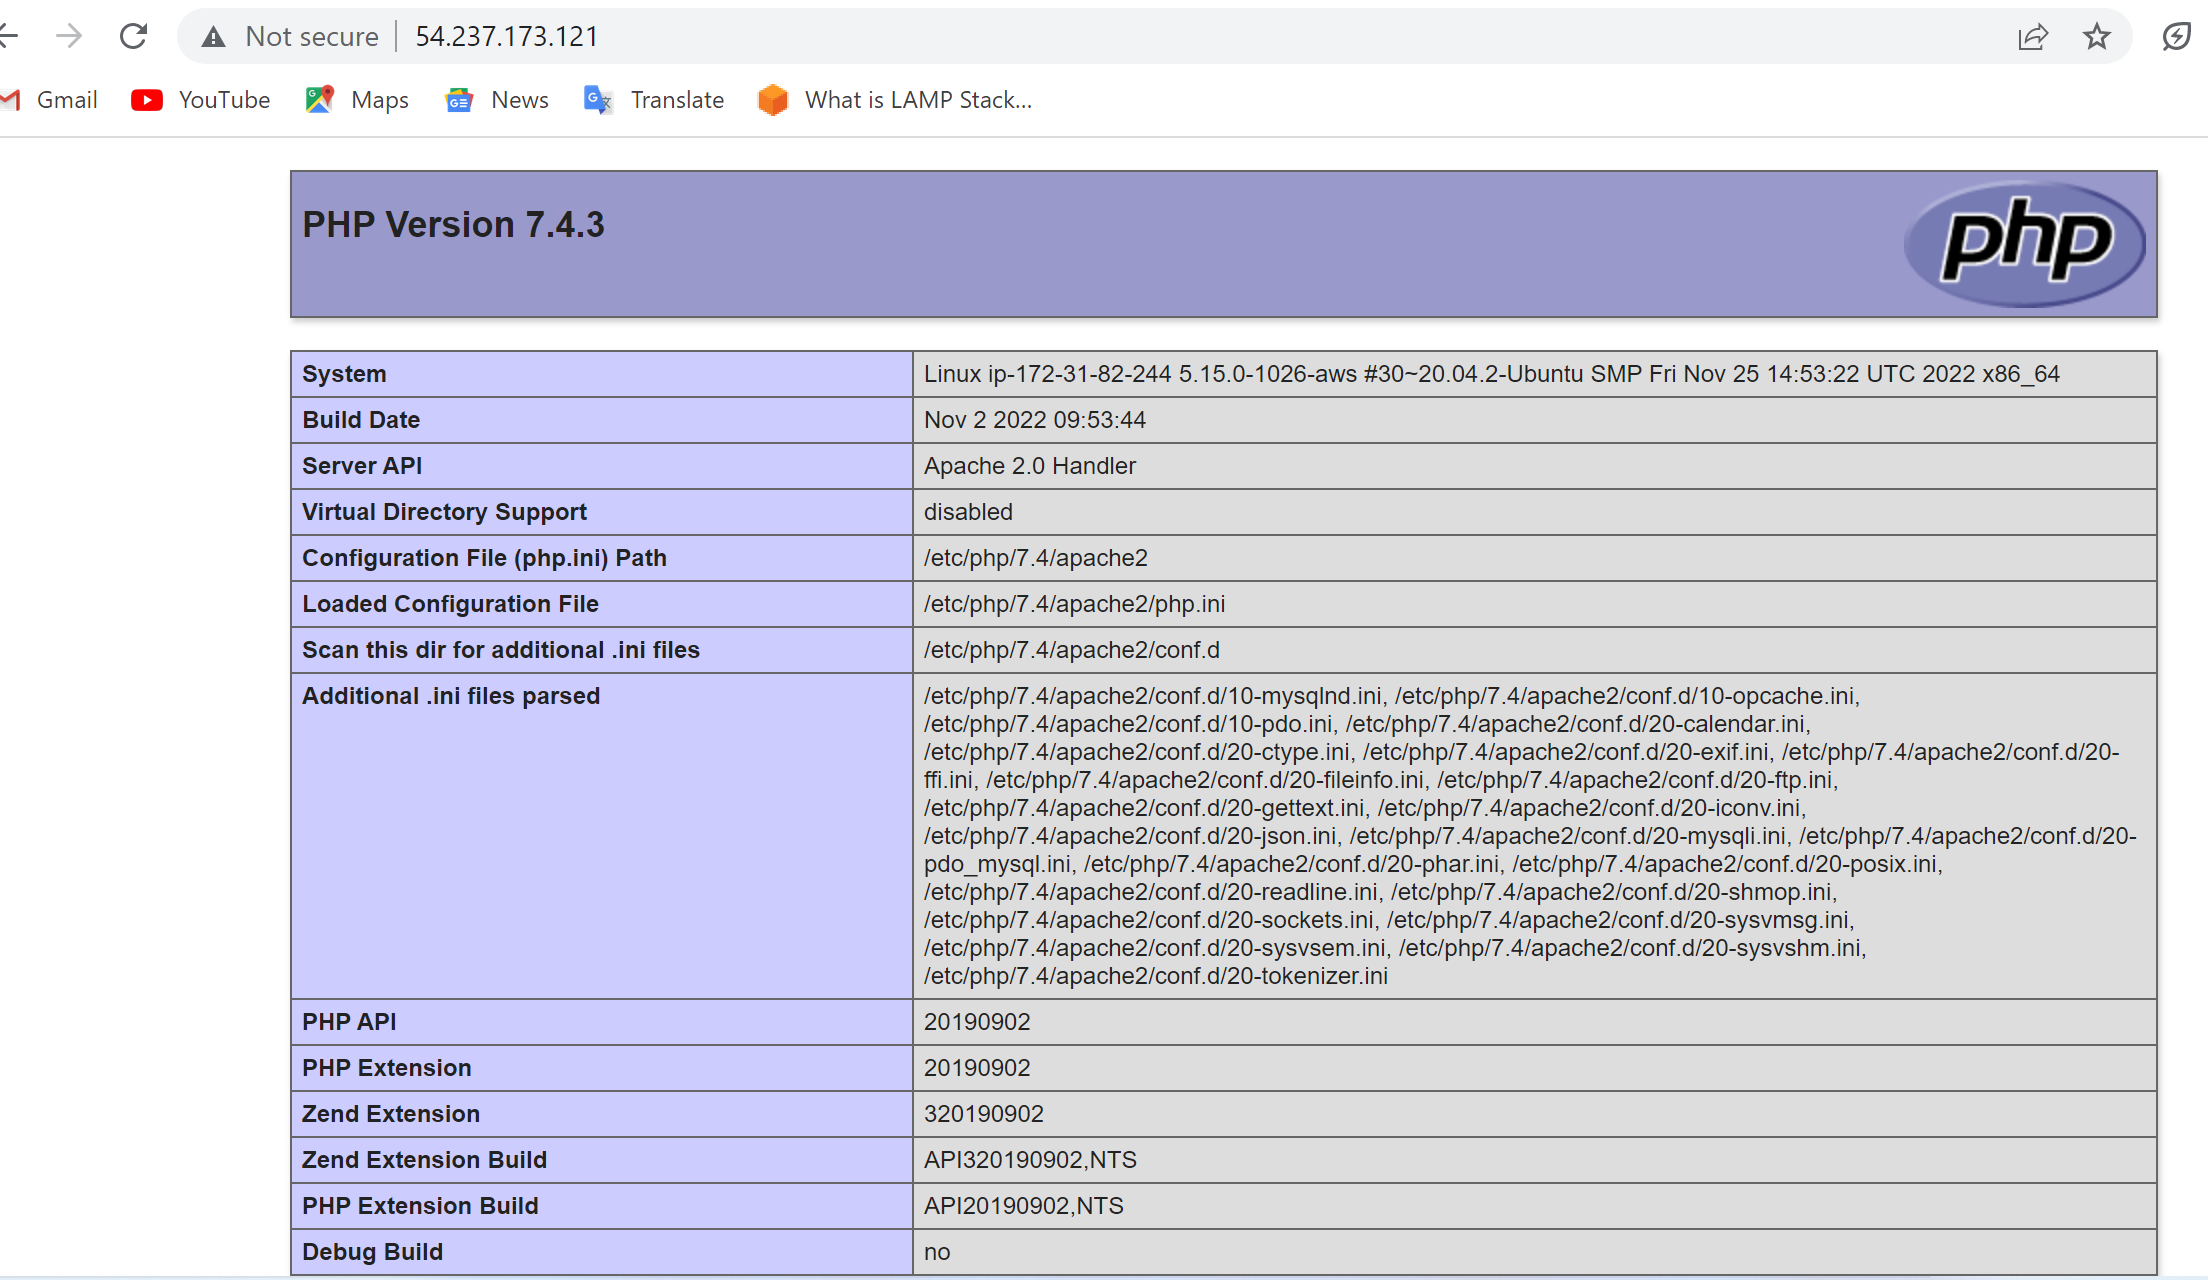 Not secure 54.237.173.121
Gmail YouTube Maps News Translate What is LAMP Stack...
PHP Version 7.4.3
php
System Linux ip-172-31-82-244 5.15.0-1026-aws #30~20.04.2-Ubuntu SMP Fri Nov 25 14:53:22 UTC 2022 x86_64
Build Date Nov 2 2022 09:53:44
Server API Apache 2.0 Handler
Virtual Directory Support disabled
Configuration File (php.ini) Path /etc/php/7.4/apache2
Loaded Configuration File /etc/php/7.4/apache2/php.ini
Scan this dir for additional .ini files /etc/php/7.4/apache2/conf.d
Additional .ini files parsed /etc/php/7.4/apache2/conf.d/10-mysqlnd.ini, /etc/php/7.4/apache2/conf.d/10-opcache.ini,
/etc/php/7.4/apache2/conf.d/10-pdo.ini, /etc/php/7.4/apache2/conf.d/20-calendar.ini,
/etc/php/7.4/apache2/conf.d/20-ctype.ini, /etc/php/7.4/apache2/conf.d/20-exif.ini, /etc/php/7.4/apache2/conf.d/20-
ffi.ini, /etc/php/7.4/apache2/conf.d/20-fileinfo.ini, /etc/php/7.4/apache2/conf.d/20-ftp.ini,
/etc/php/7.4/apache2/conf.d/20-gettext.ini, /etc/php/7.4/apache2/conf.d/20-iconv.ini,
/etc/php/7.4/apache2/conf.d/20-json.ini, /etc/php/7.4/apache2/conf.d/20-mysqli.ini, /etc/php/7.4/apache2/conf.d/20-
pdo_mysql.ini, /etc/php/7.4/apache2/conf.d/20-phar.ini, /etc/php/7.4/apache2/conf.d/20-posix.ini,
/etc/php/7.4/apache2/conf.d/20-readline.ini, /etc/php/7.4/apache2/conf.d/20-shmop.ini,
/etc/php/7.4/apache2/conf.d/20-sockets.ini, /etc/php/7.4/apache2/conf.d/20-sysvmsg.ini,
/etc/php/7.4/apache2/conf.d/20-sysvsem.ini, /etc/php/7.4/apache2/conf.d/20-sysvshm.ini,
/etc/php/7.4/apache2/conf.d/20-tokenizer.ini
PHP API 20190902
PHP Extension 20190902
Zend Extension 320190902
Zend Extension Build API320190902,NTS
PHP Extension Build API20190902,NTS
Debug Build no